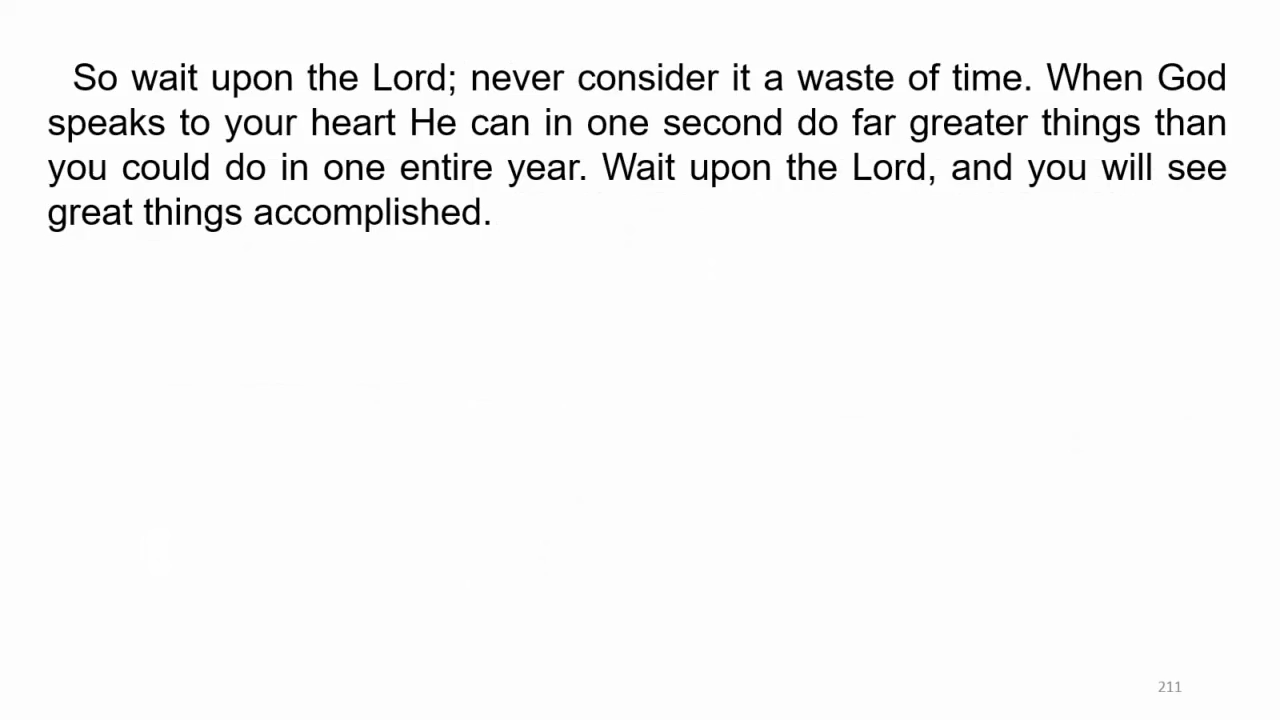 So wait upon the Lord; never consider it a waste of time. When God
speaks to your heart He can in one second do far greater things than
you could do in one entire year. Wait upon the Lord, and you will see
great things accomplished.
211